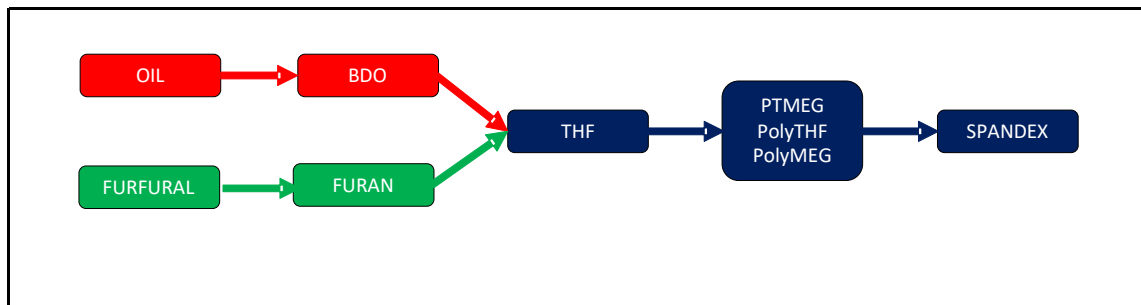 OIL
BDO
THF
PTMEG
PolyTHF
PolyMEG
SPANDEX
FURFURAL
FURAN